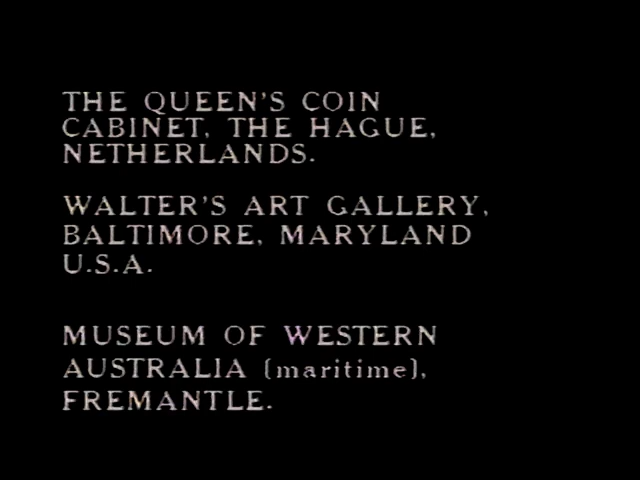 THE QUEEN'S COIN
CABINET, THE HAGUE,
NETHERLANDS.
WALTER'S ART GALLERY,
BALTIMORE, MARYLAND
U.S.A.
MUSEUM OF WESTERN
AUSTRALIA (maritime),
FREMANTLE.